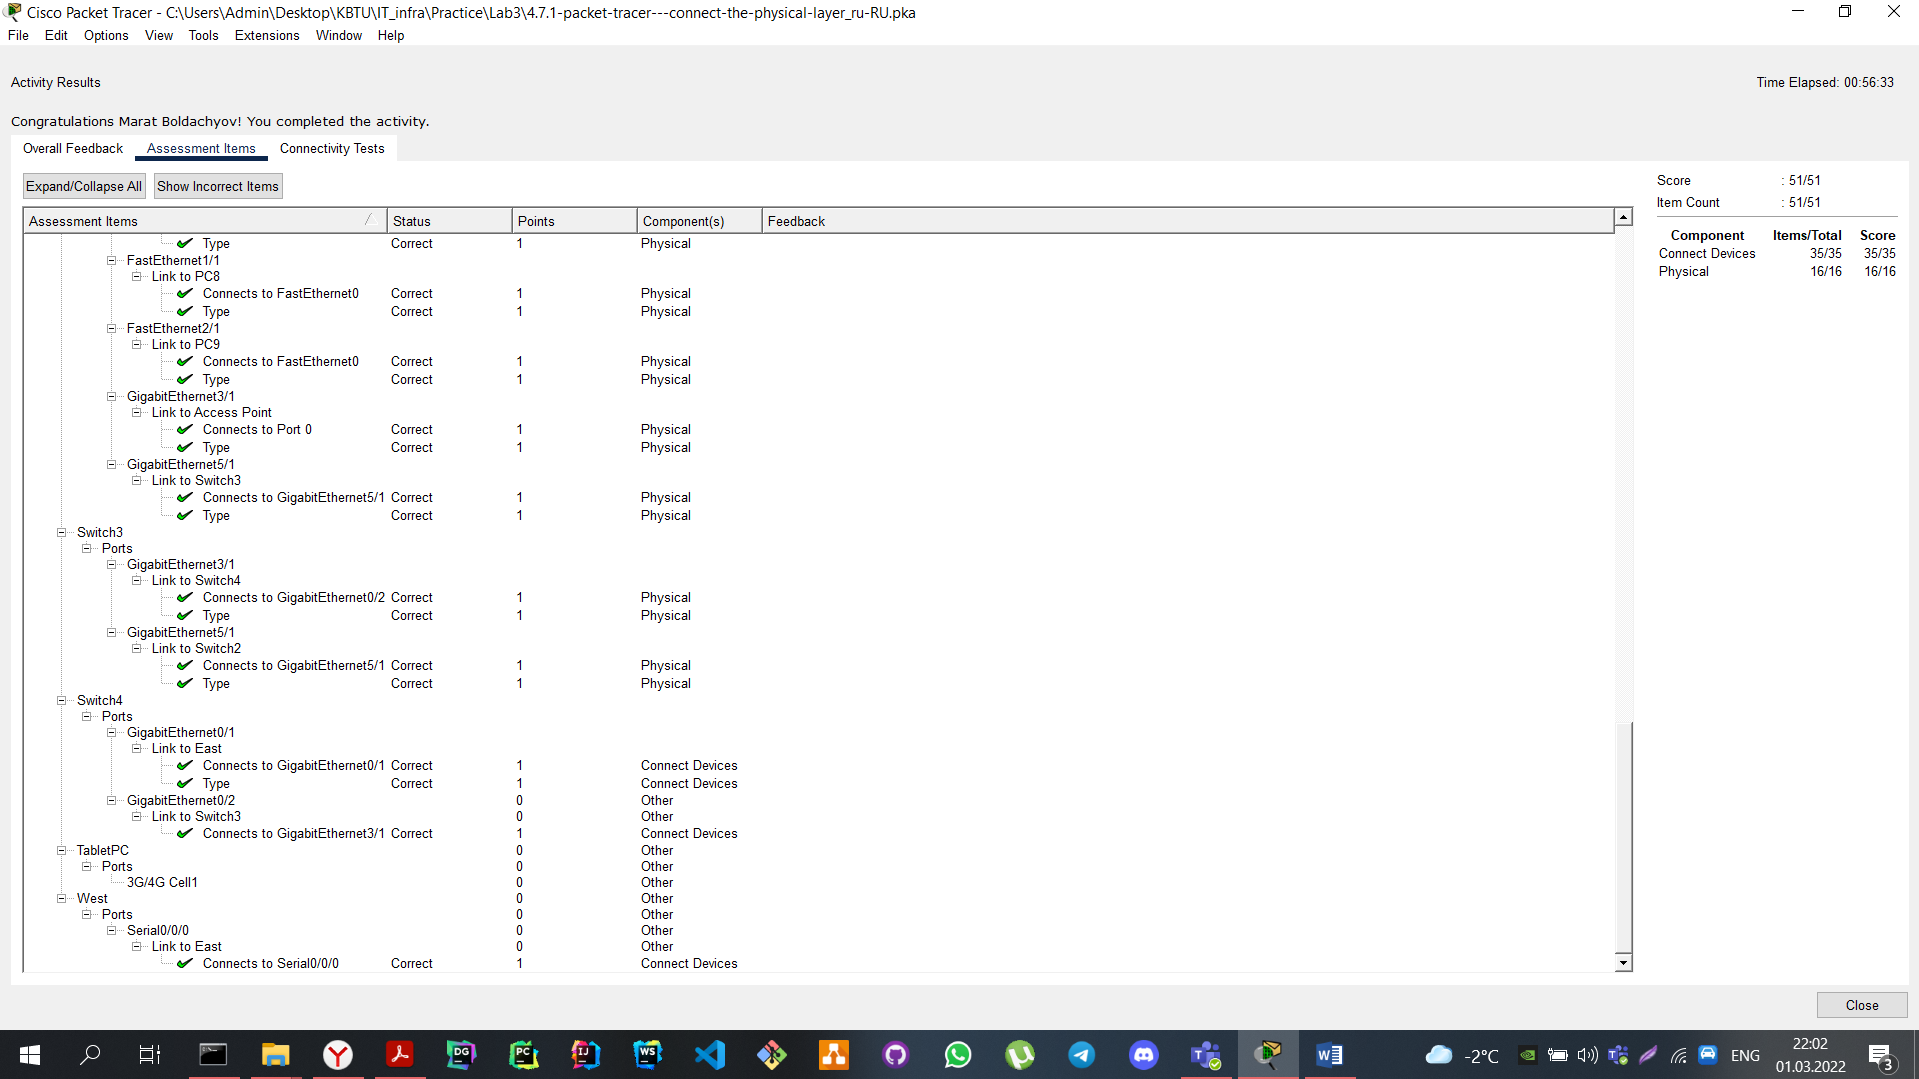 Cisco Packet Tracer - C:\Users\Admin\Desktop\KBTU\IT_infra\Practice\Lab3\4.7.1-packet-tracer---connect-the-physical-layer_ru-RU.pka
File Edit Options View Tools Extensions Window Help
Activity Results
Time Elapsed: 00:56:33
Congratulations Marat Boldachyov! You completed the activity.
Overall Feedback Assessment Items Connectivity Tests
Expand/Collapse All Show Incorrect Items
Assessment Items Status Points Component(s) Feedback
Type Correct 1 Physical
FastEthernet1/1
Link to PC8
Connects to FastEthernet0 Correct 1 Physical
Type Correct 1 Physical
FastEthernet2/1
Link to PC9
Connects to FastEthernet0 Correct 1 Physical
Type Correct 1 Physical
GigabitEthernet3/1
Link to Access Point
Connects to Port 0 Correct 1 Physical
Type Correct 1 Physical
GigabitEthernet5/1
Link to Switch3
Connects to GigabitEthernet5/1 Correct 1 Physical
Type Correct 1 Physical
Switch3
Ports
GigabitEthernet3/1
Link to Switch4
Connects to GigabitEthernet0/2 Correct 1 Physical
Type Correct 1 Physical
GigabitEthernet5/1
Link to Switch2
Connects to GigabitEthernet5/1 Correct 1 Physical
Type Correct 1 Physical
Switch4
Ports
GigabitEthernet0/1
Link to East
Connects to GigabitEthernet0/1 Correct 1 Connect Devices
Type Correct 1 Connect Devices
GigabitEthernet0/2 0 Other
Link to Switch3 0 Other
Connects to GigabitEthernet3/1 Correct 1 Connect Devices
TabletPC 0 Other
Ports 0 Other
3G/4G Cell1 0 Other
West 0 Other
Ports 0 Other
Serial0/0/0 0 Other
Link to East 0 Other
Connects to Serial0/0/0 Correct 1 Connect Devices
Score : 51/51
Item Count : 51/51
Component Items/Total Score
Connect Devices 35/35 35/35
Physical 16/16 16/16
Close
DG PC IJ WS
-2°C
ENG
22:02
01.03.2022
3